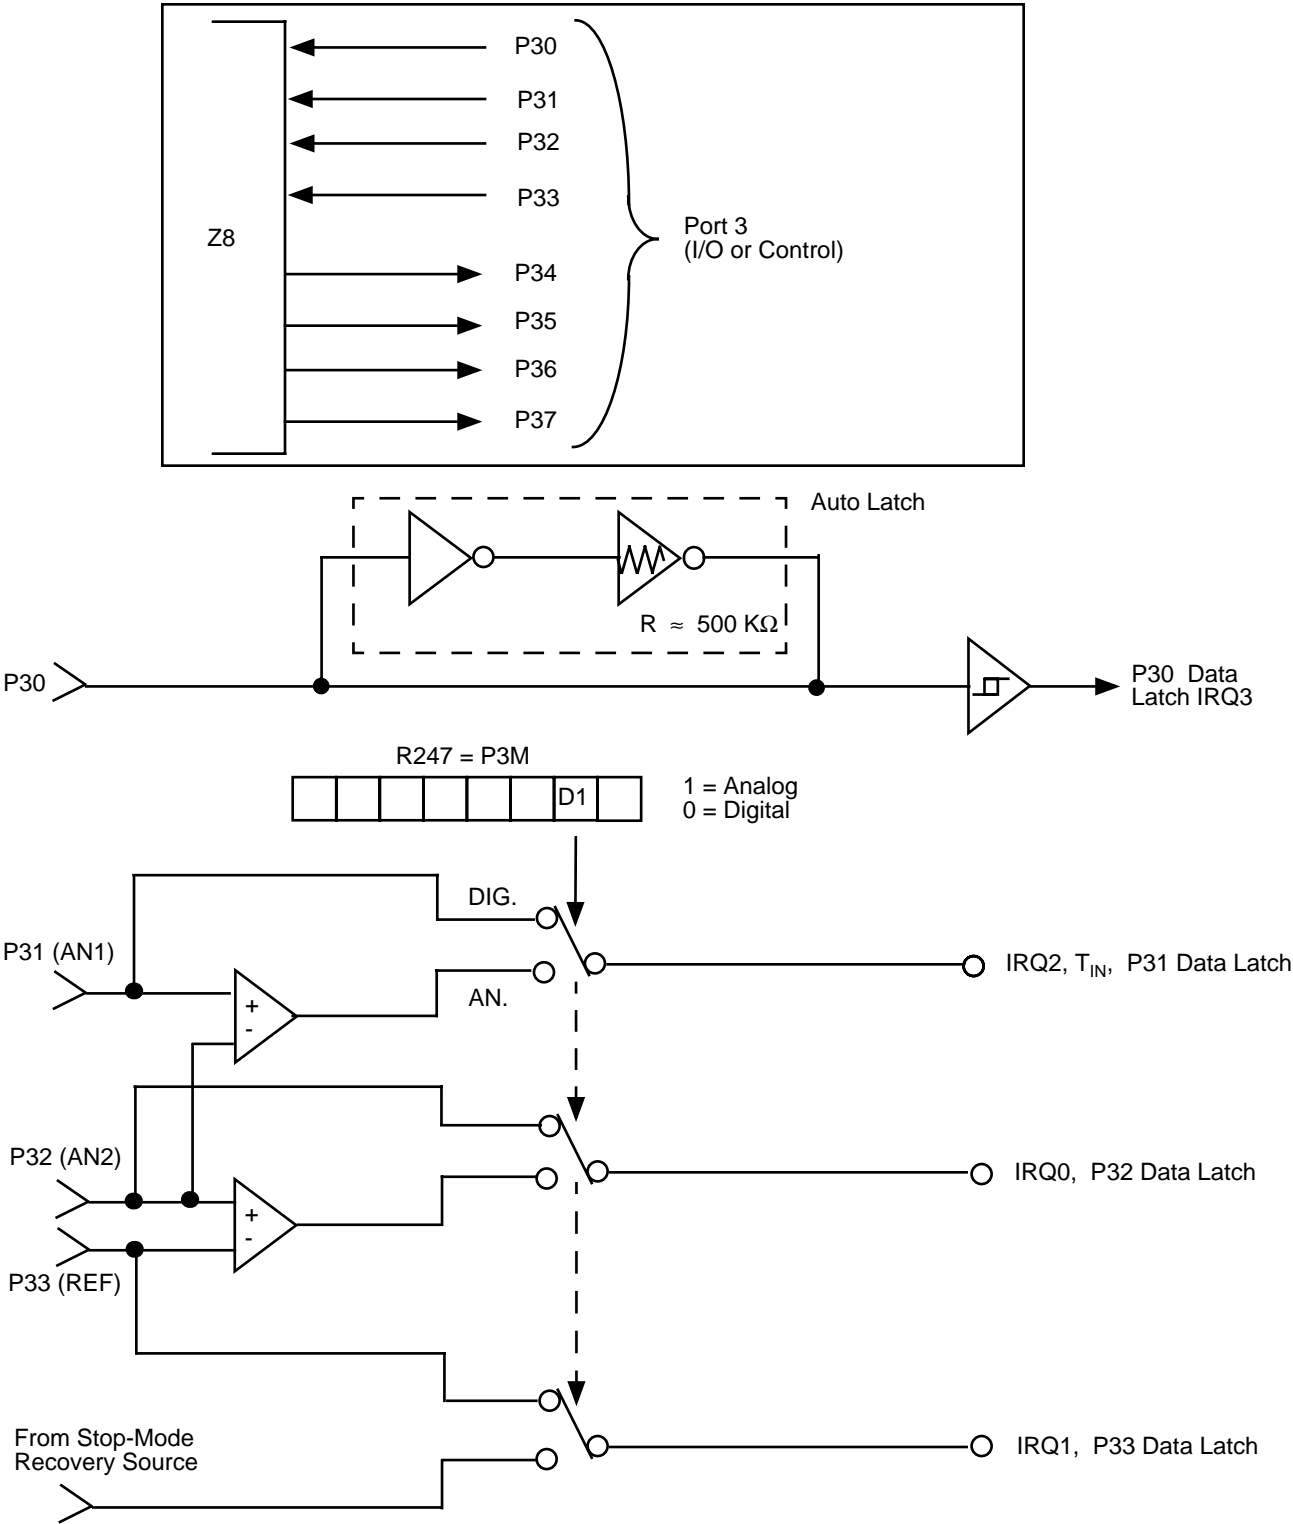 P30
P31
P32
P33
Z8
Port 3
(I/O or Control)
P34
P35
P36
P37
Auto Latch
R ≈ 500 KΩ
P30
P30 Data
Latch IRQ3
R247 = P3M
D1
1 = Analog
0 = Digital
DIG.
P31 (AN1)
IRQ2, TIN, P31 Data Latch
AN.
+
-
P32 (AN2)
IRQ0, P32 Data Latch
+
-
P33 (REF)
From Stop-Mode
Recovery Source
IRQ1, P33 Data Latch